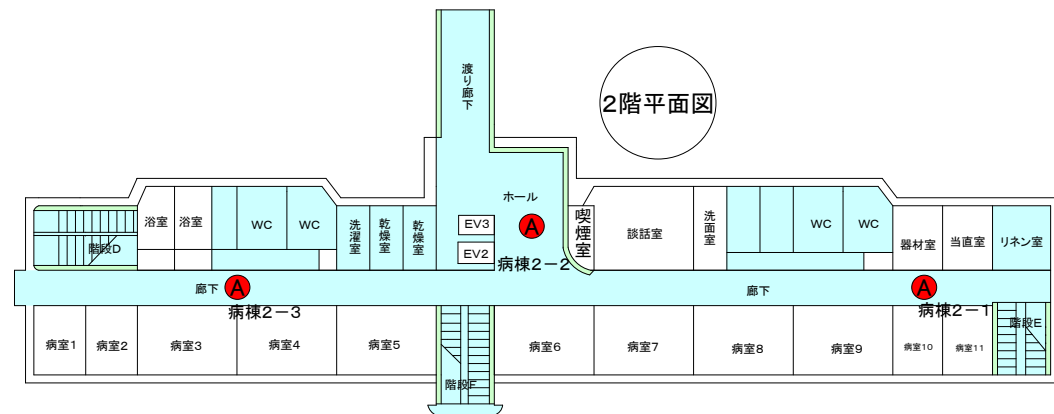 2階平面図
渡り廊下
ホール
浴室
浴室
WC
WC
洗濯室
乾燥室
乾燥室
EV3
EV2
A
喫煙室
談話室
洗面室
WC
WC
器材室
当直室
リネン室
階段D
病棟2-2
廊下
A
病棟2-3
廊下
A
病棟2-1
階段E
病室1
病室2
病室3
病室4
病室5
階段F
病室6
病室7
病室8
病室9
病室10
病室11